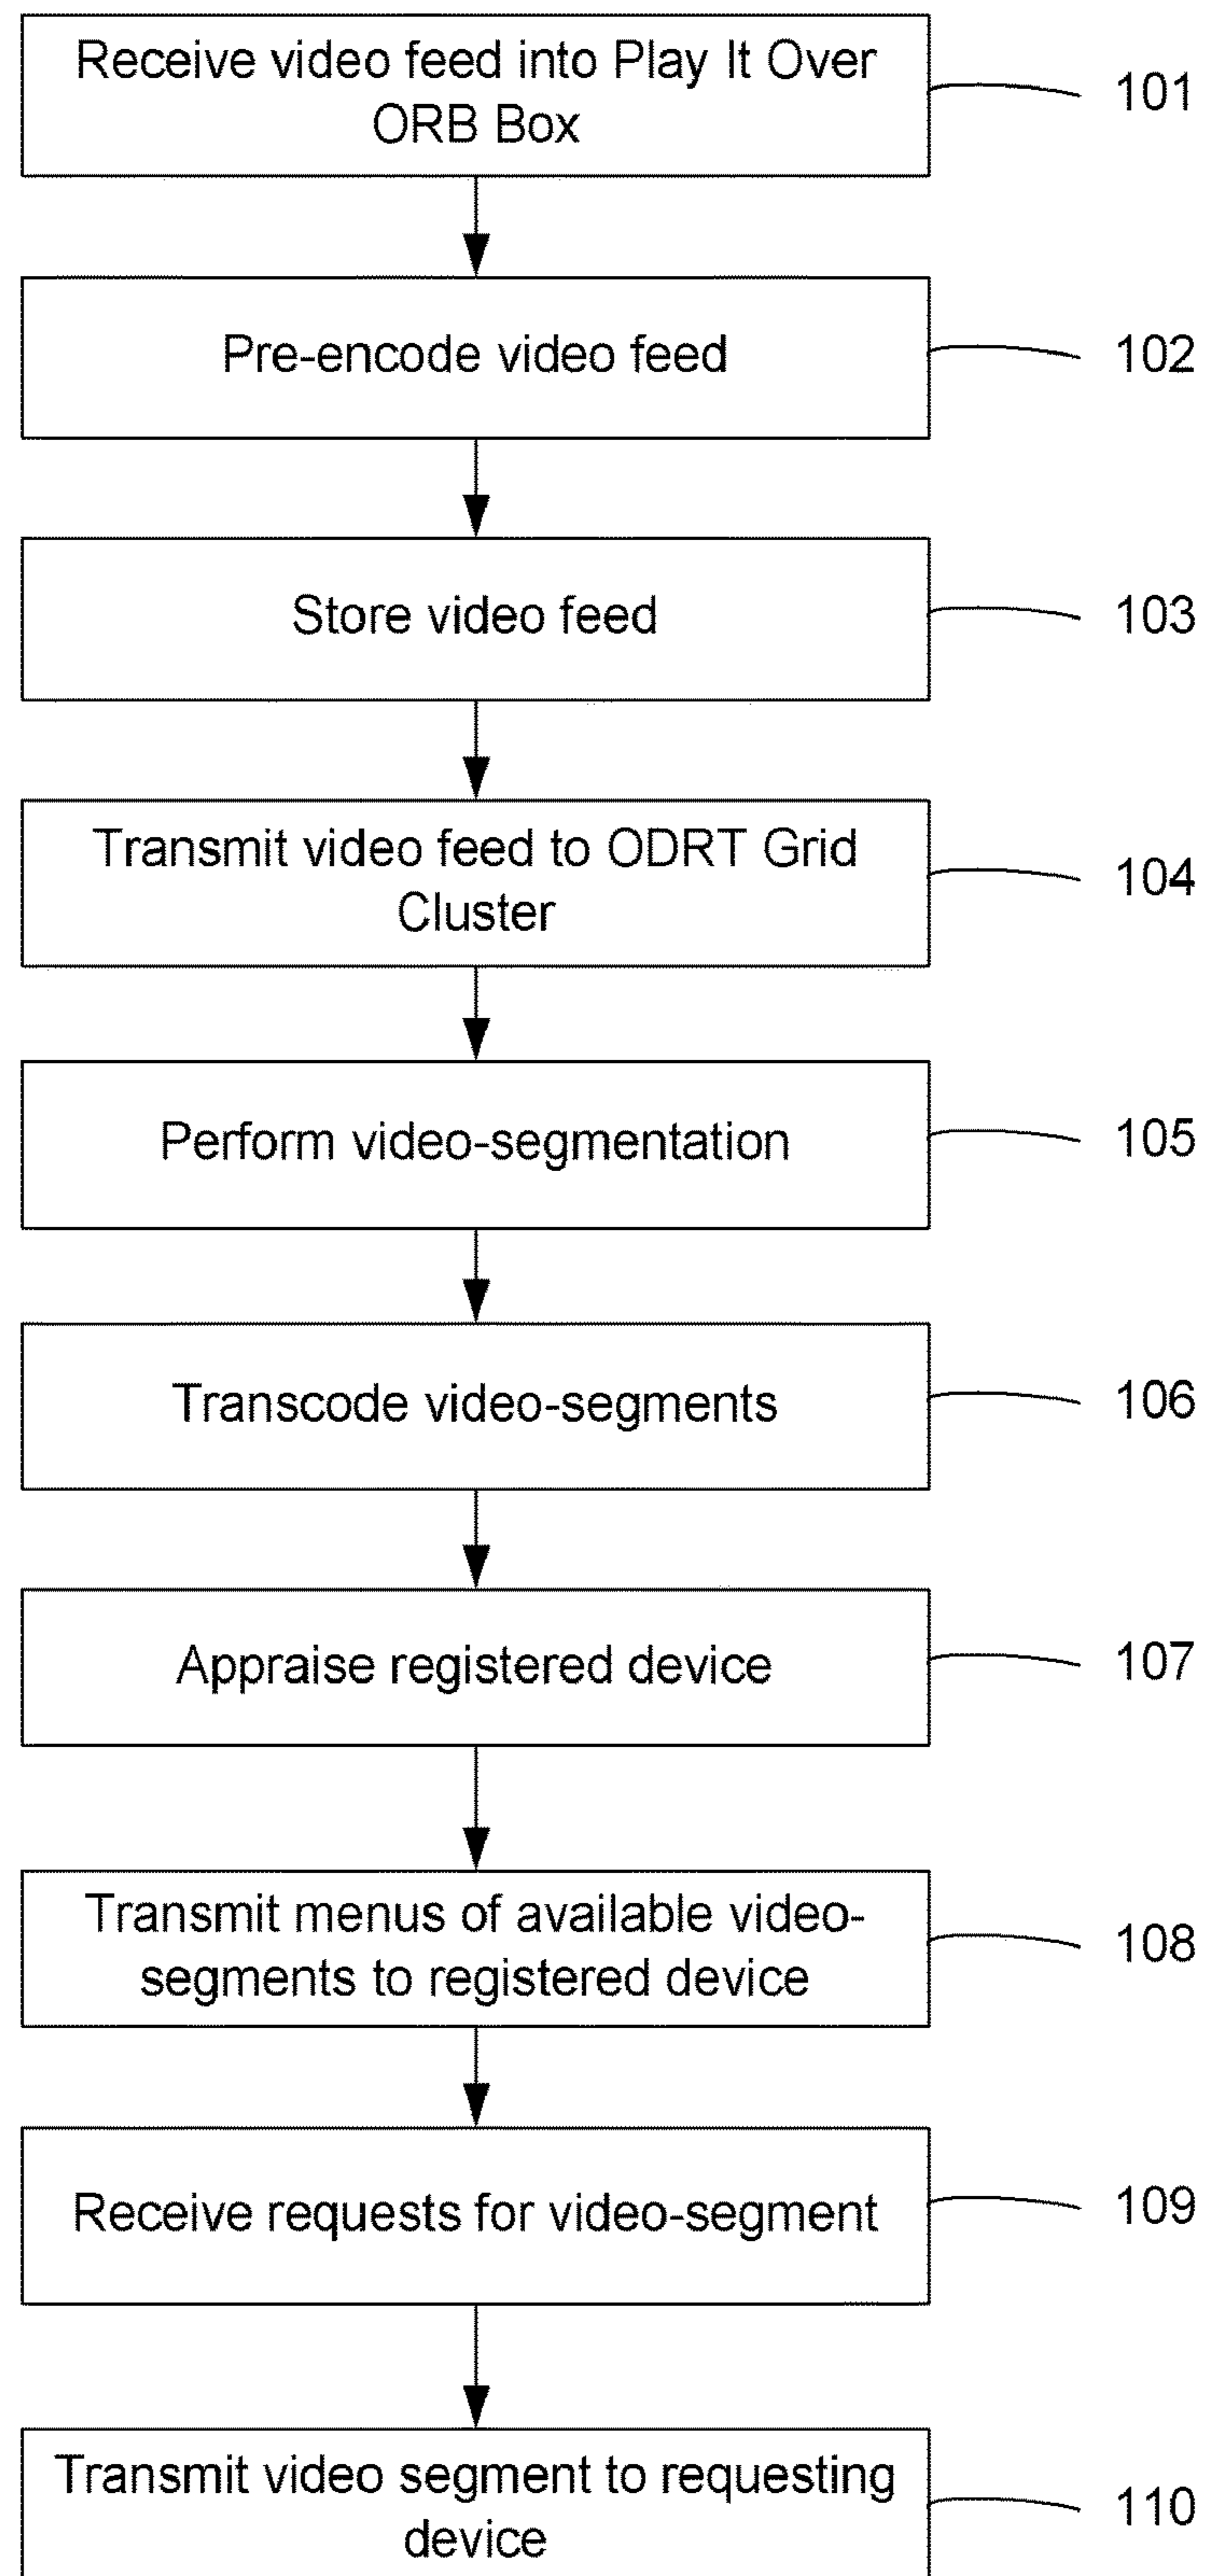 Receive video feed into Play It Over
ORB Box
101
Pre-encode video feed
102
Store video feed
103
Transmit video feed to ODRT Grid
Cluster
104
Perform video-segmentation
105
Transcode video-segments
106
Appraise registered device
107
Transmit menus of available video-
segments to registered device
108
Receive requests for video-segment
109
Transmit video segment to requesting
device
110